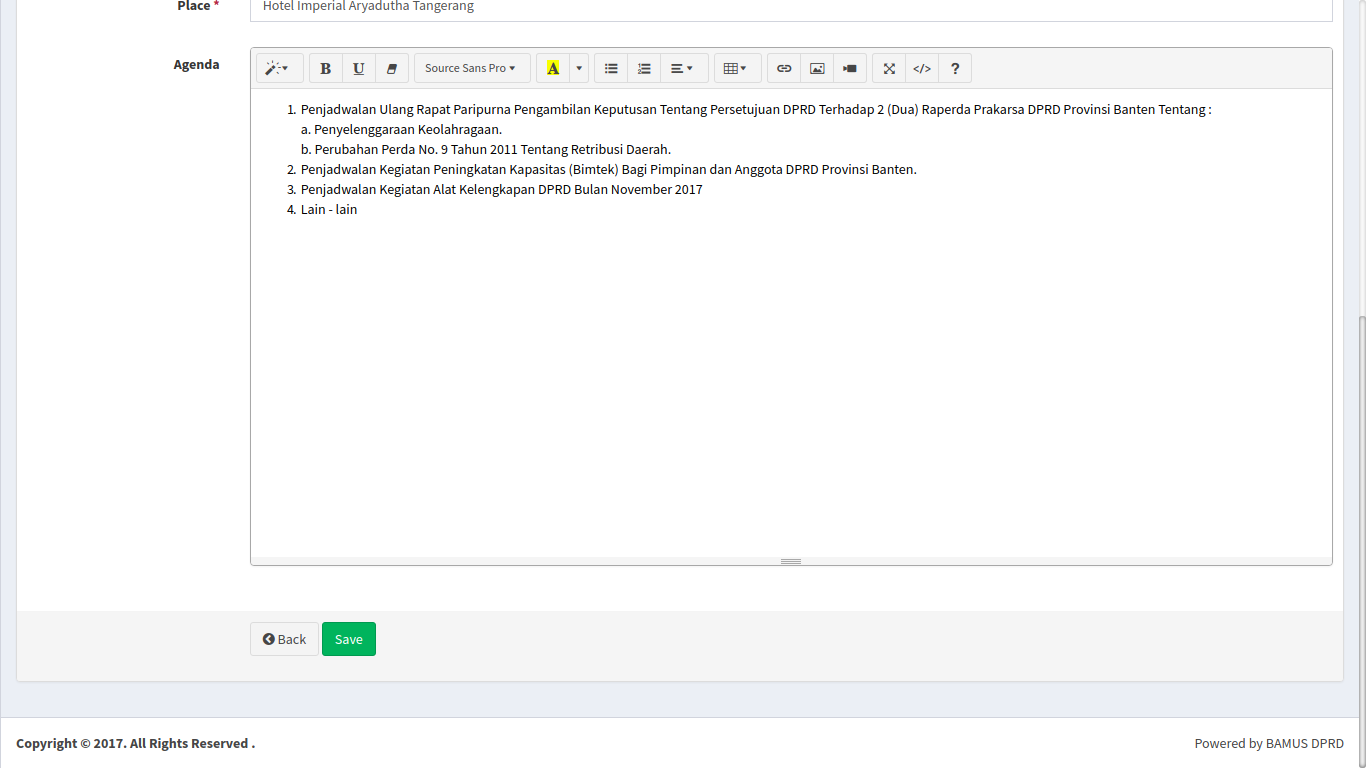 Place *
Hotel Imperial Aryadutha Tangerang
Agenda
B U Source Sans Pro A </> ?
1. Penjadwalan Ulang Rapat Paripurna Pengambilan Keputusan Tentang Persetujuan DPRD Terhadap 2 (Dua) Raperda Prakarsa DPRD Provinsi Banten Tentang :
a. Penyelenggaraan Keolahragaan.
b. Perubahan Perda No. 9 Tahun 2011 Tentang Retribusi Daerah.
2. Penjadwalan Kegiatan Peningkatan Kapasitas (Bimtek) Bagi Pimpinan dan Anggota DPRD Provinsi Banten.
3. Penjadwalan Kegiatan Alat Kelengkapan DPRD Bulan November 2017
4. Lain - lain
Back Save
Copyright © 2017. All Rights Reserved .
Powered by BAMUS DPRD